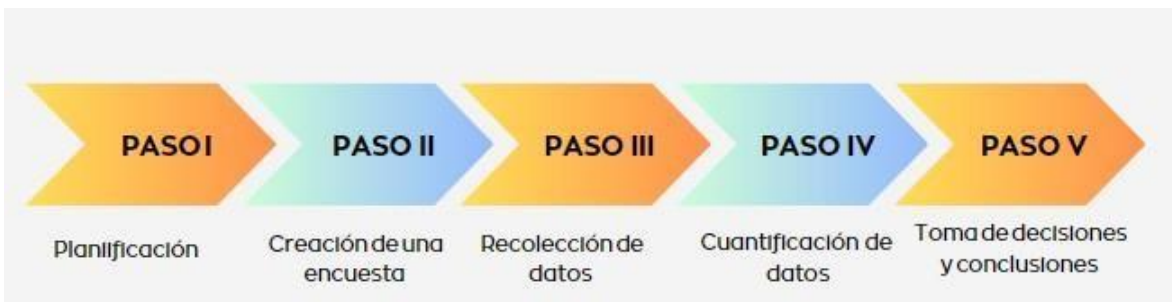 PASO I
PASO II
PASO III
PASO IV
PASO V
Planificación
Creación de una
encuesta
Recolección de
datos
Cuantificación de
datos
Toma de decisiones
y conclusiones